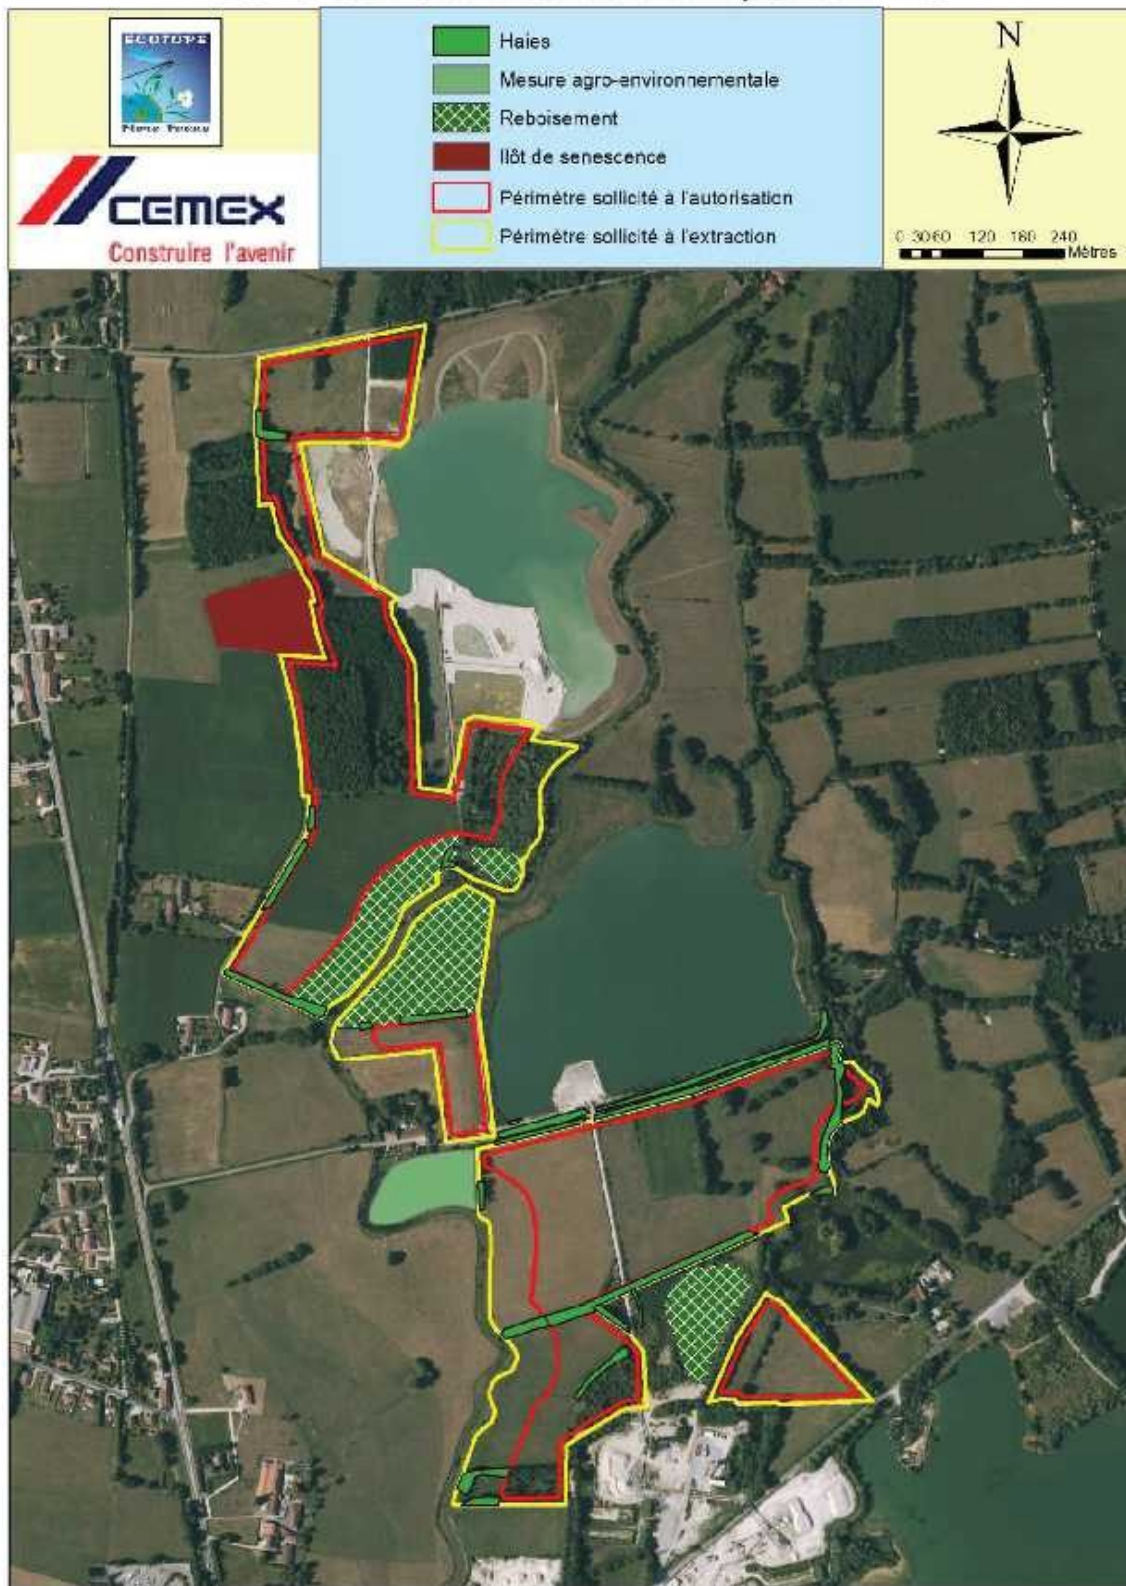 ECOTOPE
CEMEX
Construire l'avenir
Haies
Mesure agro-environnementale
Reboisement
Ilôt de senescence
Périmètre sollicité à l'autorisation
Périmètre sollicité à l'extraction
N
0 30 60 120 180 240
Mètres